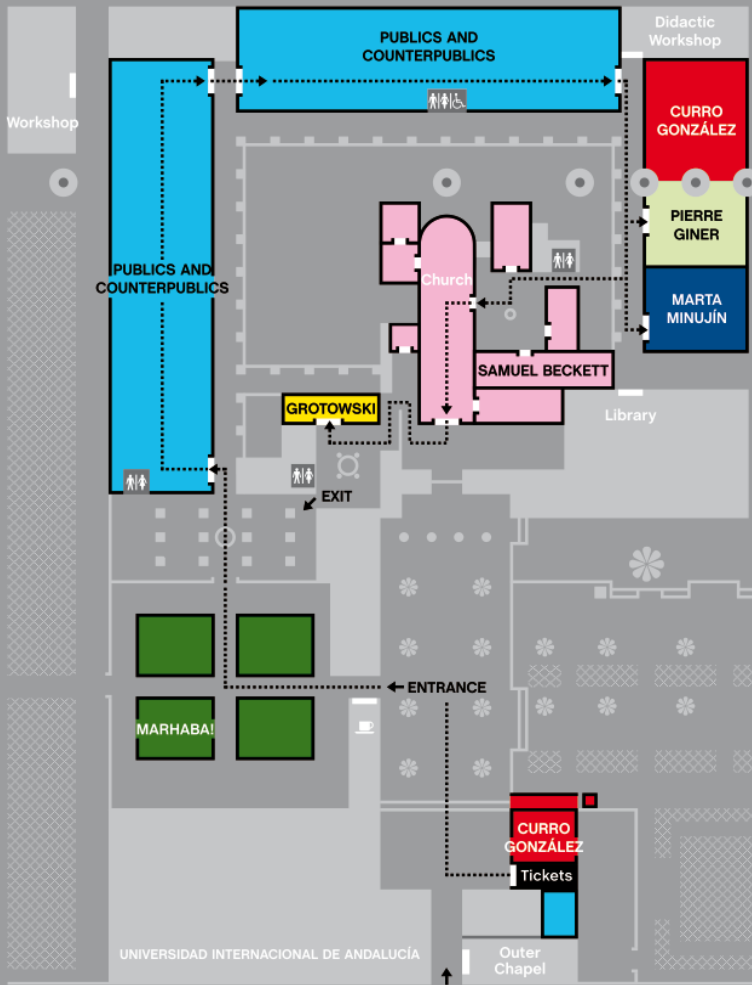 PUBLICS AND
COUNTERPUBLICS
Didactic
Workshop
Workshop
CURRO
GONZÁLEZ
PIERRE
GINER
PUBLICS AND
COUNTERPUBLICS
Church
MARTA
MINUJÍN
SAMUEL BECKETT
GROTOWSKI
Library
EXIT
ENTRANCE
MARHABA!
CURRO
GONZÁLEZ
Tickets
UNIVERSIDAD INTERNACIONAL DE ANDALUCÍA
Outer
Chapel